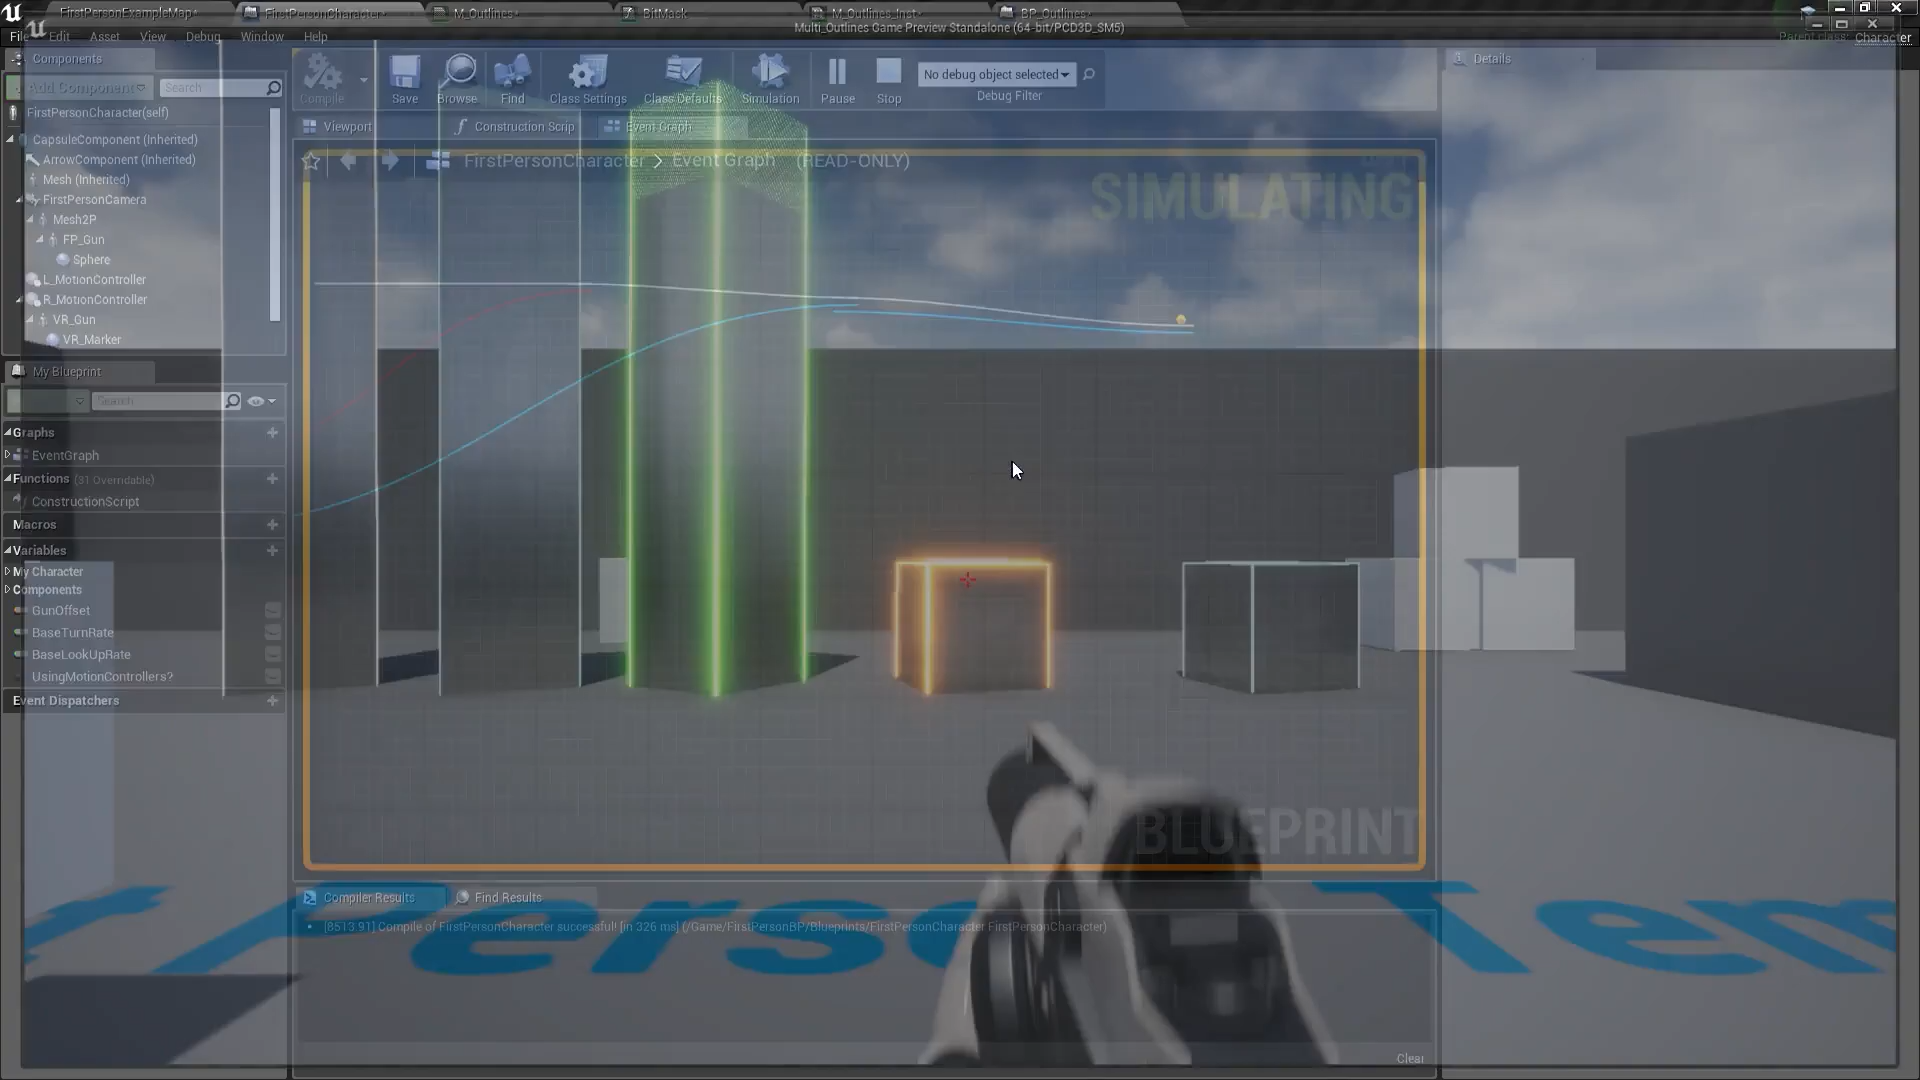 FirstPersonExampleMap*
FirstPersonCharacter*
M_Outlines*
BitMask
M_Outlines_Inst*
BP_Outlines*
Multi_Outlines Game Preview Standalone (64-bit/PCD3D_SM5)
File
Edit
Asset
View
Debug
Window
Help
Parent class:
Character
Components
Details
Add Component
Search
Compile
Save
Browse
Find
Class Settings
Class Defaults
Simulation
Pause
Stop
No debug object selected
Debug Filter
FirstPersonCharacter(self)
Viewport
Construction Scrip
Event Graph
CapsuleComponent (Inherited)
ArrowComponent (Inherited)
Mesh (Inherited)
FirstPersonCamera
Mesh2P
FP_Gun
Sphere
L_MotionController
R_MotionController
VR_Gun
VR_Marker
FirstPersonCharacter > Event Graph (READ-ONLY)
SIMULATING
My Blueprint
Search
Graphs
EventGraph
Functions (31 Overridable)
ConstructionScript
Macros
Variables
My Character
Components
GunOffset
BaseTurnRate
BaseLookUpRate
UsingMotionControllers?
Event Dispatchers
BLUEPRINT
Compiler Results
Find Results
[8513.91] Compile of FirstPersonCharacter successful! [in 326 ms] (/Game/FirstPersonBP/Blueprints/FirstPersonCharacter FirstPersonCharacter)
Clear